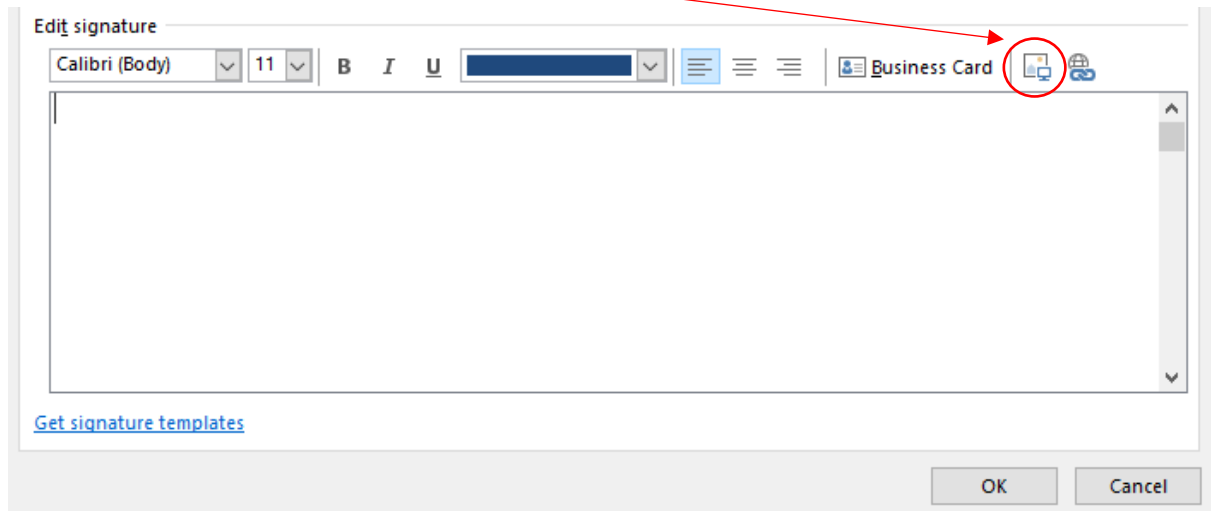 Edit signature
Calibri (Body) 11 B I U Business Card
Get signature templates
OK Cancel